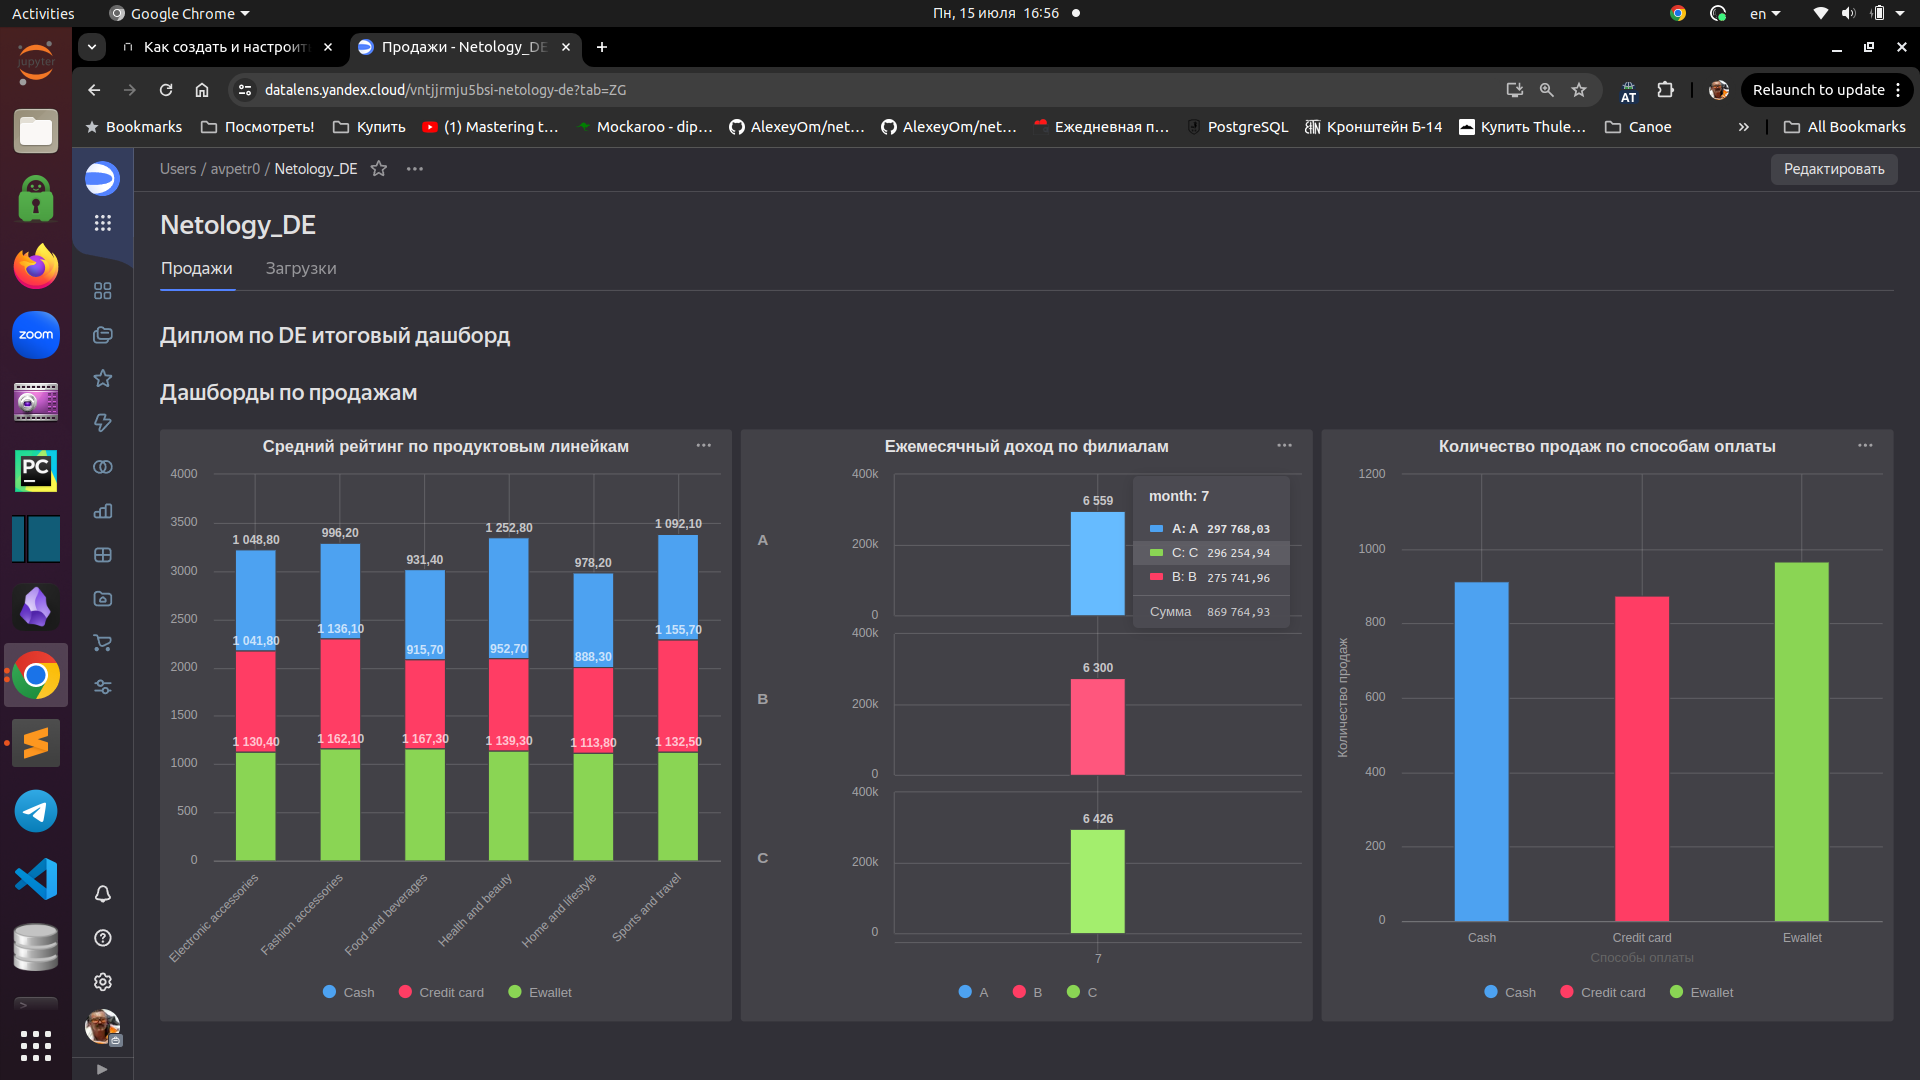 Activities
Google Chrome
Пн, 15 июля 16:56
en
Как создать и настроит
Продажи - Netology_DE
datalens.yandex.cloud/vntjjrmju5bsi-netology-de?tab=ZG
AT
Relaunch to update
Bookmarks
Посмотреть!
Купить
(1) Mastering t…
Mockaroo - dip…
AlexeyOm/net…
AlexeyOm/net…
Ежедневная п…
PostgreSQL
Кронштейн Б-14
Купить Thule…
Canoe
All Bookmarks
jupyter
zoom
PC
Users / avpetr0 / Netology_DE
Редактировать
Netology_DE
Продажи
Загрузки
Диплом по DE итоговый дашборд
Дашборды по продажам
Средний рейтинг по продуктовым линейкам
4000
3500
3000
2500
2000
1500
1000
500
0
1 048,80
996,20
931,40
1 252,80
978,20
1 092,10
1 041,80
1 136,10
915,70
952,70
888,30
1 155,70
1 130,40
1 162,10
1 167,30
1 139,30
1 113,80
1 132,50
Electronic accessories
Fashion accessories
Food and beverages
Health and beauty
Home and lifestyle
Sports and travel
Cash
Credit card
Ewallet
Ежемесячный доход по филиалам
A
400k
200k
0
6 559
B
400k
200k
0
6 300
C
400k
200k
0
6 426
7
month: 7
A: A 297 768,03
C: C 296 254,94
B: B 275 741,96
Сумма 869 764,93
A
B
C
Количество продаж по способам оплаты
Количество продаж
1200
1000
800
600
400
200
0
Cash
Credit card
Ewallet
Способы оплаты
Cash
Credit card
Ewallet